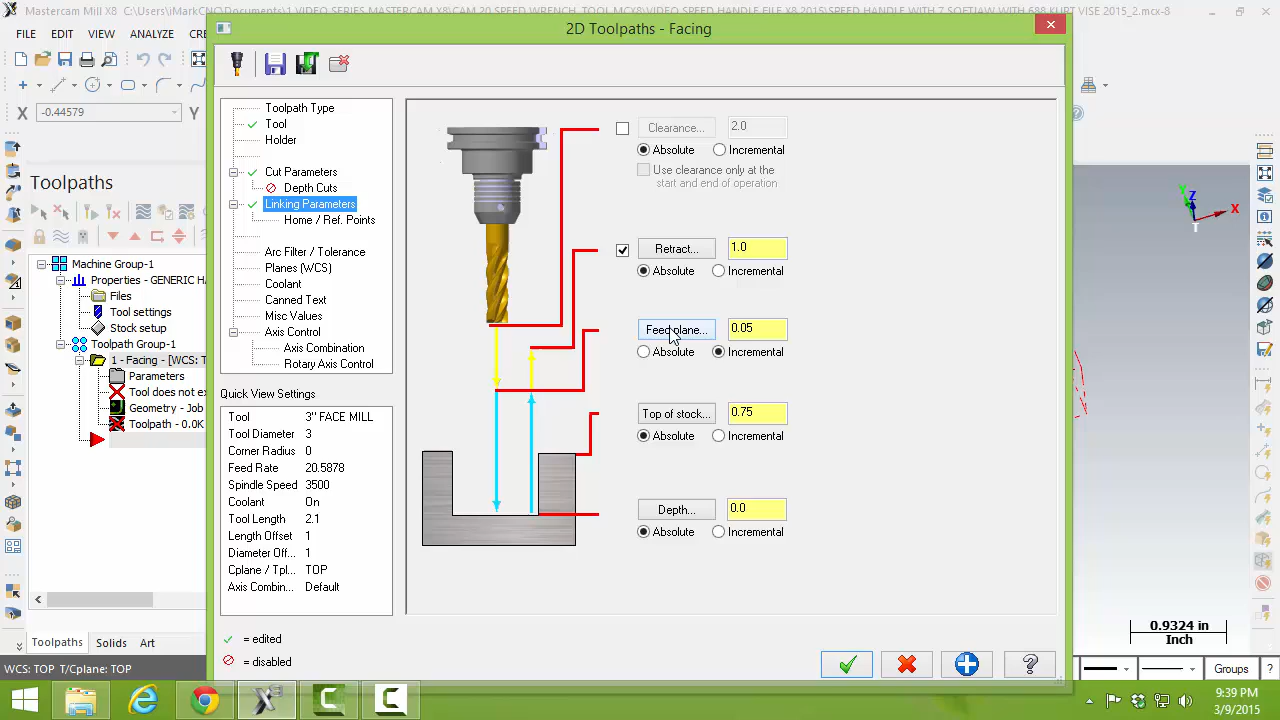 Mastercam Mill X8 C:\Users\iMarkCNC\Documents\1 VIDEO SERIES MASTERCAM X8\CAM 20 SPEED WRENCH_TOOL MCX8\VIDEO SPEED HANDLE FILE X8 2015\SPEED HANDLE WITH 7 SOFTJAW WITH 688 KURT VISE 2015_2.mcx-8
FILE EDIT VIEW ANALYZE
X -0.44579 Y
2D Toolpaths - Facing
Toolpath Type
Tool
Holder
Cut Parameters
Depth Cuts
Linking Parameters
Home / Ref. Points
Arc Filter / Tolerance
Planes (WCS)
Coolant
Canned Text
Misc Values
Axis Control
Axis Combination
Rotary Axis Control
Quick View Settings
Tool 3" FACE MILL
Tool Diameter 3
Corner Radius 0
Feed Rate 20.5878
Spindle Speed 3500
Coolant On
Tool Length 2.1
Length Offset 1
Diameter Off... 1
Cplane / Tpl... TOP
Axis Combin... Default
= edited
= disabled
Clearance... 2.0
Absolute Incremental
Use clearance only at the
start and end of operation
Retract... 1.0
Absolute Incremental
Feed plane... 0.05
Absolute Incremental
Top of stock... 0.75
Absolute Incremental
Depth... 0.0
Absolute Incremental
Toolpaths
Machine Group-1
Properties - GENERIC HA
Files
Tool settings
Stock setup
Toolpath Group-1
1 - Facing - [WCS: T
Parameters
Tool does not ex
Geometry - Job
Toolpath - 0.0K
Toolpaths Solids Art
WCS: TOP T/Cplane: TOP
Y Z X
T
0.9324 in
Inch
Groups ?
9:39 PM
3/9/2015